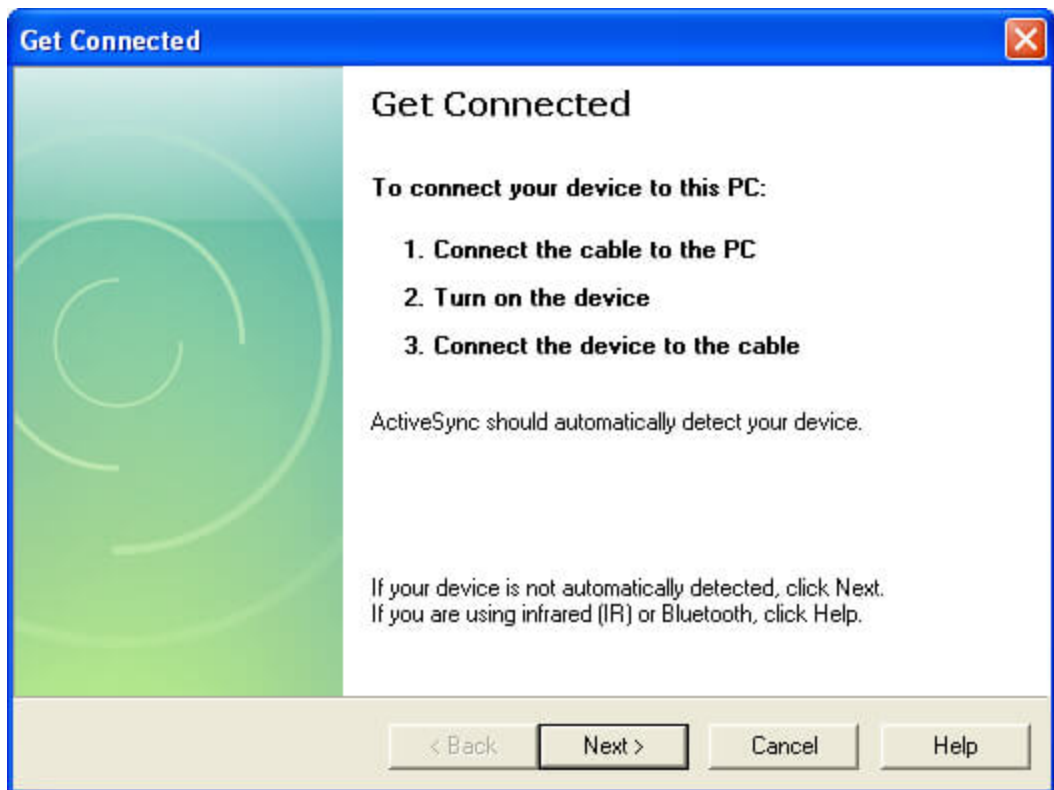 Get Connected
Get Connected
To connect your device to this PC:
1. Connect the cable to the PC
2. Turn on the device
3. Connect the device to the cable
ActiveSync should automatically detect your device.
If your device is not automatically detected, click Next.
If you are using infrared (IR) or Bluetooth, click Help.
< Back Next > Cancel Help